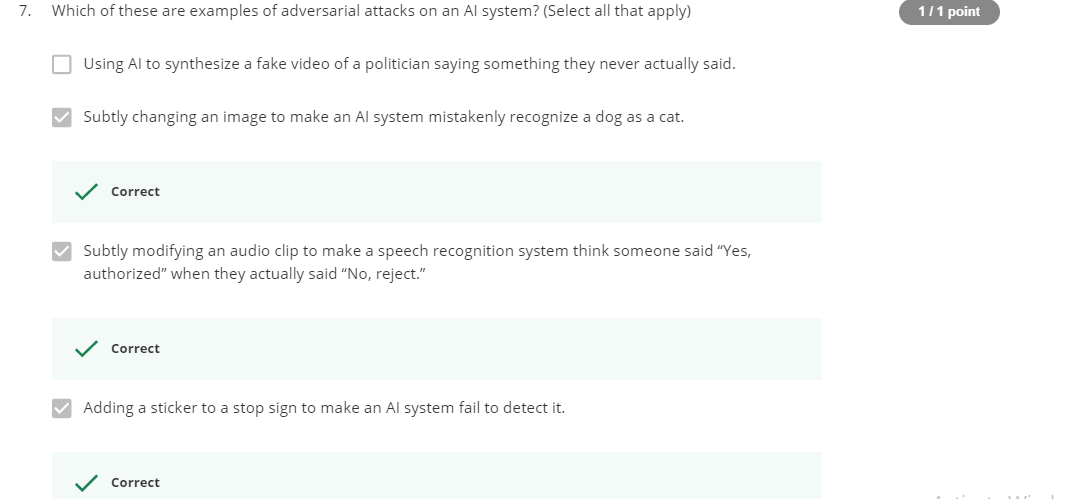 7. Which of these are examples of adversarial attacks on an AI system? (Select all that apply)
1 / 1 point
Using AI to synthesize a fake video of a politician saying something they never actually said.
Subtly changing an image to make an AI system mistakenly recognize a dog as a cat.
Correct
Subtly modifying an audio clip to make a speech recognition system think someone said “Yes,
authorized” when they actually said “No, reject.”
Correct
Adding a sticker to a stop sign to make an AI system fail to detect it.
Correct